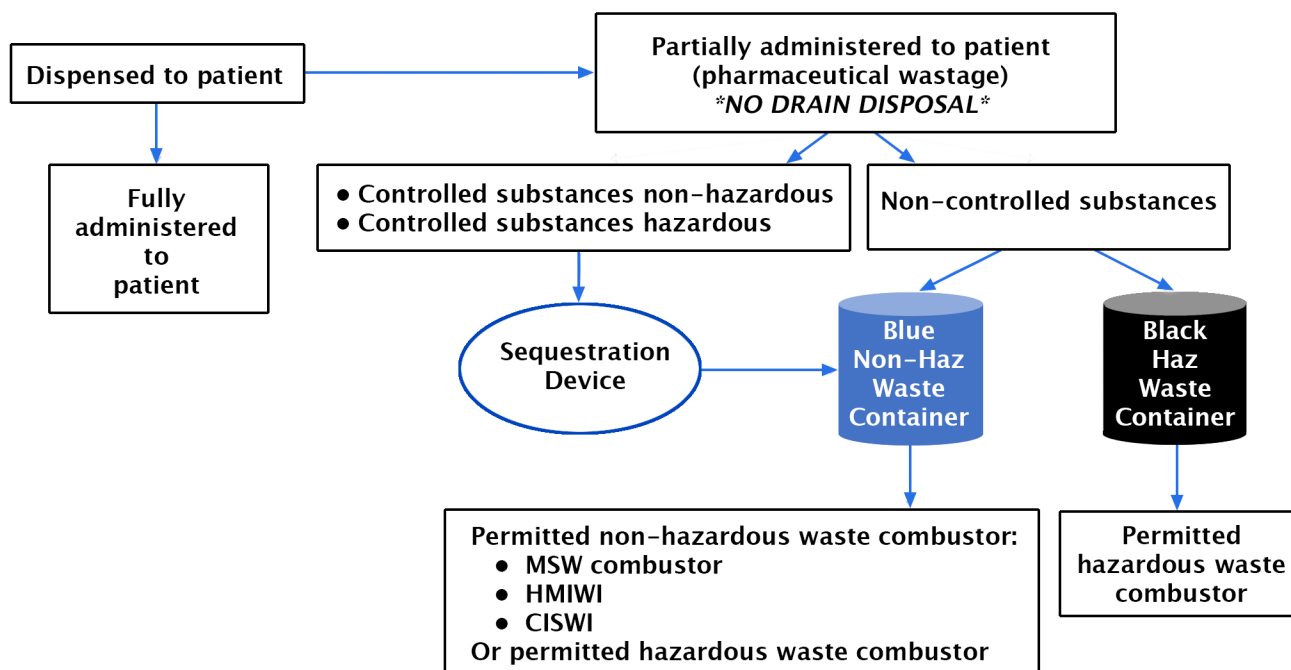 Dispensed to patient
Partially administered to patient
(pharmaceutical wastage)
*NO DRAIN DISPOSAL*
Fully
administered
to
patient
● Controlled substances non-hazardous
● Controlled substances hazardous
Non-controlled substances
Sequestration
Device
Blue
Non-Haz
Waste
Container
Black
Haz
Waste
Container
Permitted non-hazardous waste combustor:
● MSW combustor
● HMIWI
● CISWI
Or permitted hazardous waste combustor
Permitted
hazardous waste
combustor